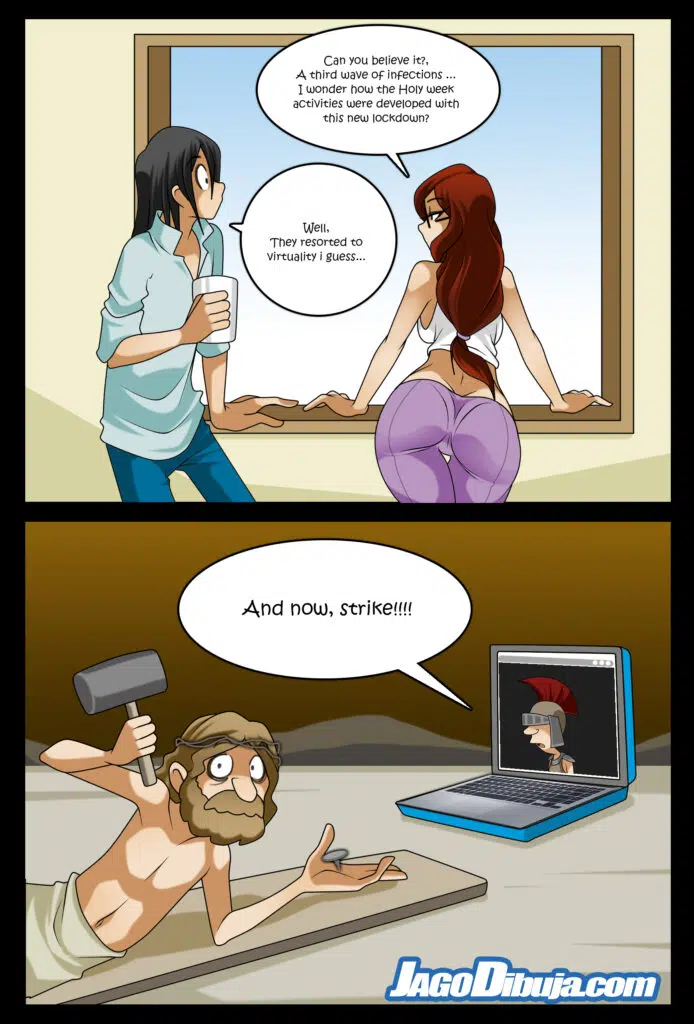 Can you believe it?,
A third wave of infections ...
I wonder how the Holy week
activities were developed with
this new lockdown?
Well,
They resorted to
virtuality i guess...
And now, strike!!!!
JAGODibuja.com